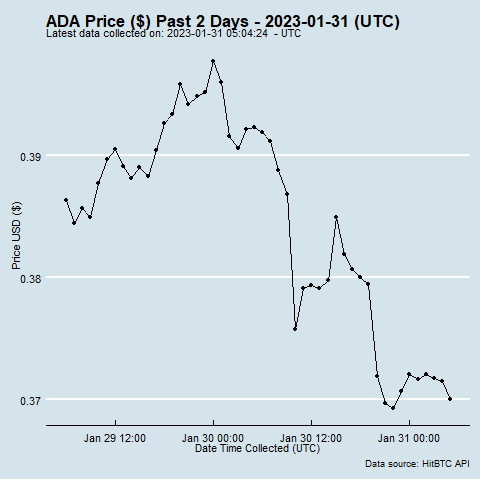 ADA Price ($) Past 2 Days - 2023-01-31 (UTC)
Latest data collected on: 2023-01-31 05:04:24 - UTC
0.39
0.38
0.37
Price USD ($)
Jan 29 12:00
Jan 30 00:00
Jan 30 12:00
Jan 31 00:00
Date Time Collected (UTC)
Data source: HitBTC API